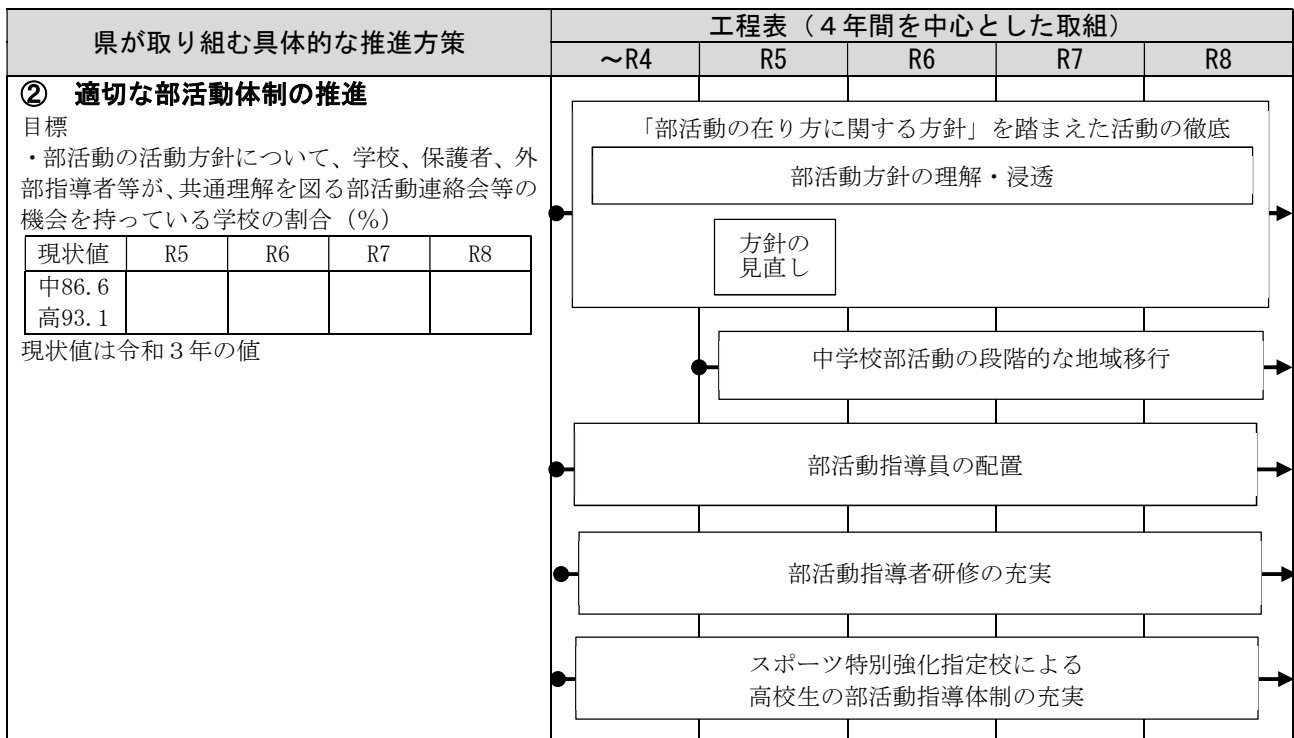 県が取り組む具体的な推進方策
工程表（４年間を中心とした取組）
～R4 R5 R6 R7 R8
② 適切な部活動体制の推進
目標
・部活動の活動方針について、学校、保護者、外
部指導者等が、共通理解を図る部活動連絡会等の
機会を持っている学校の割合（%）
現状値 R5 R6 R7 R8
中86.6
高93.1
現状値は令和３年の値
「部活動の在り方に関する方針」を踏まえた活動の徹底
部活動方針の理解・浸透
方針の
見直し
中学校部活動の段階的な地域移行
部活動指導員の配置
部活動指導者研修の充実
スポーツ特別強化指定校による
高校生の部活動指導体制の充実